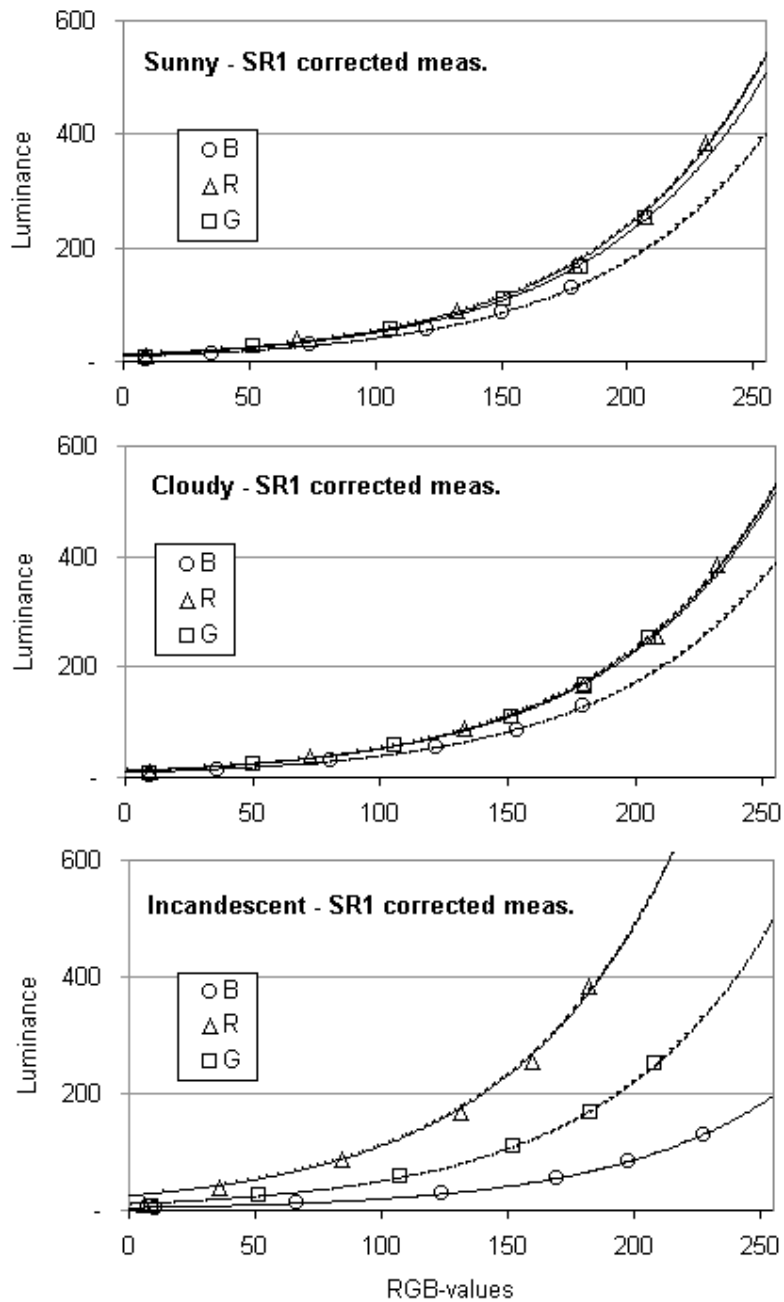 600
Sunny - SR1 corrected meas.
B
R
G
400
200
-
Luminance
0 50 100 150 200 250
600
Cloudy - SR1 corrected meas.
B
R
G
400
200
-
Luminance
0 50 100 150 200 250
600
Incandescent - SR1 corrected meas.
B
R
G
400
200
-
Luminance
0 50 100 150 200 250
RGB-values